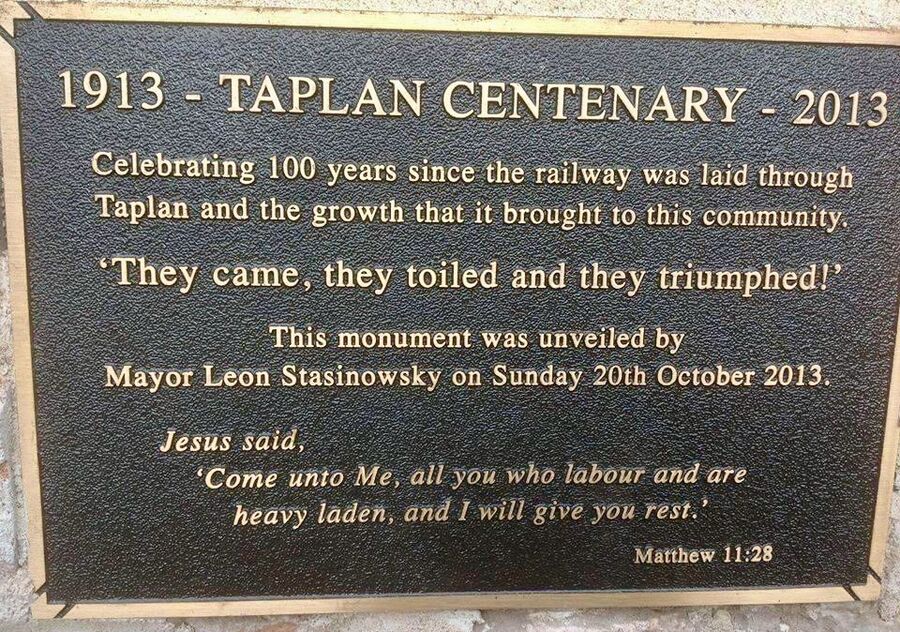 1913 - TAPLAN CENTENARY - 2013
Celebrating 100 years since the railway was laid through
Taplan and the growth that it brought to this community.
‘They came, they toiled and they triumphed!’
This monument was unveiled by
Mayor Leon Stasinowsky on Sunday 20th October 2013.
Jesus said,
‘Come unto Me, all you who labour and are
heavy laden, and I will give you rest.’
Matthew 11:28